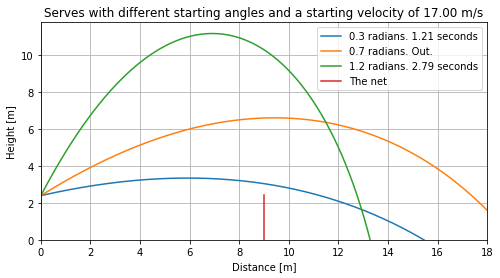 Serves with different starting angles and a starting velocity of 17.00 m/s
0.3 radians. 1.21 seconds
0.7 radians. Out.
1.2 radians. 2.79 seconds
The net
Height [m]
10
8
6
4
2
0
0 2 4 6 8 10 12 14 16 18
Distance [m]